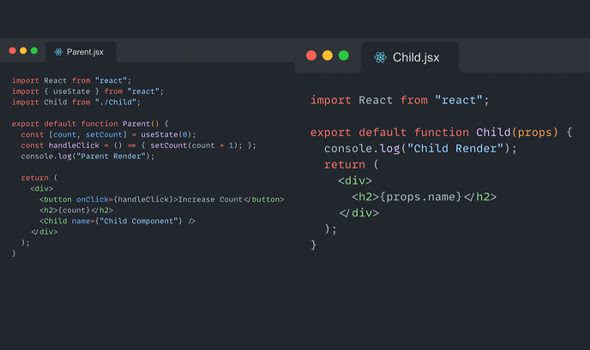 Parent.jsx
import React from "react";
import { useState } from "react";
import Child from "./Child";
export default function Parent() {
const [count, setCount] = useState(0);
const handleClick = () => { setCount(count + 1); };
console.log("Parent Render");
return (
<div>
<button onClick={handleClick}>Increase Count</button>
<h2>{count}</h2>
<Child name={"Child Component"} />
</div>
);
}
Child.jsx
import React from "react";
export default function Child(props) {
console.log("Child Render");
return (
<div>
<h2>{props.name}</h2>
</div>
);
}